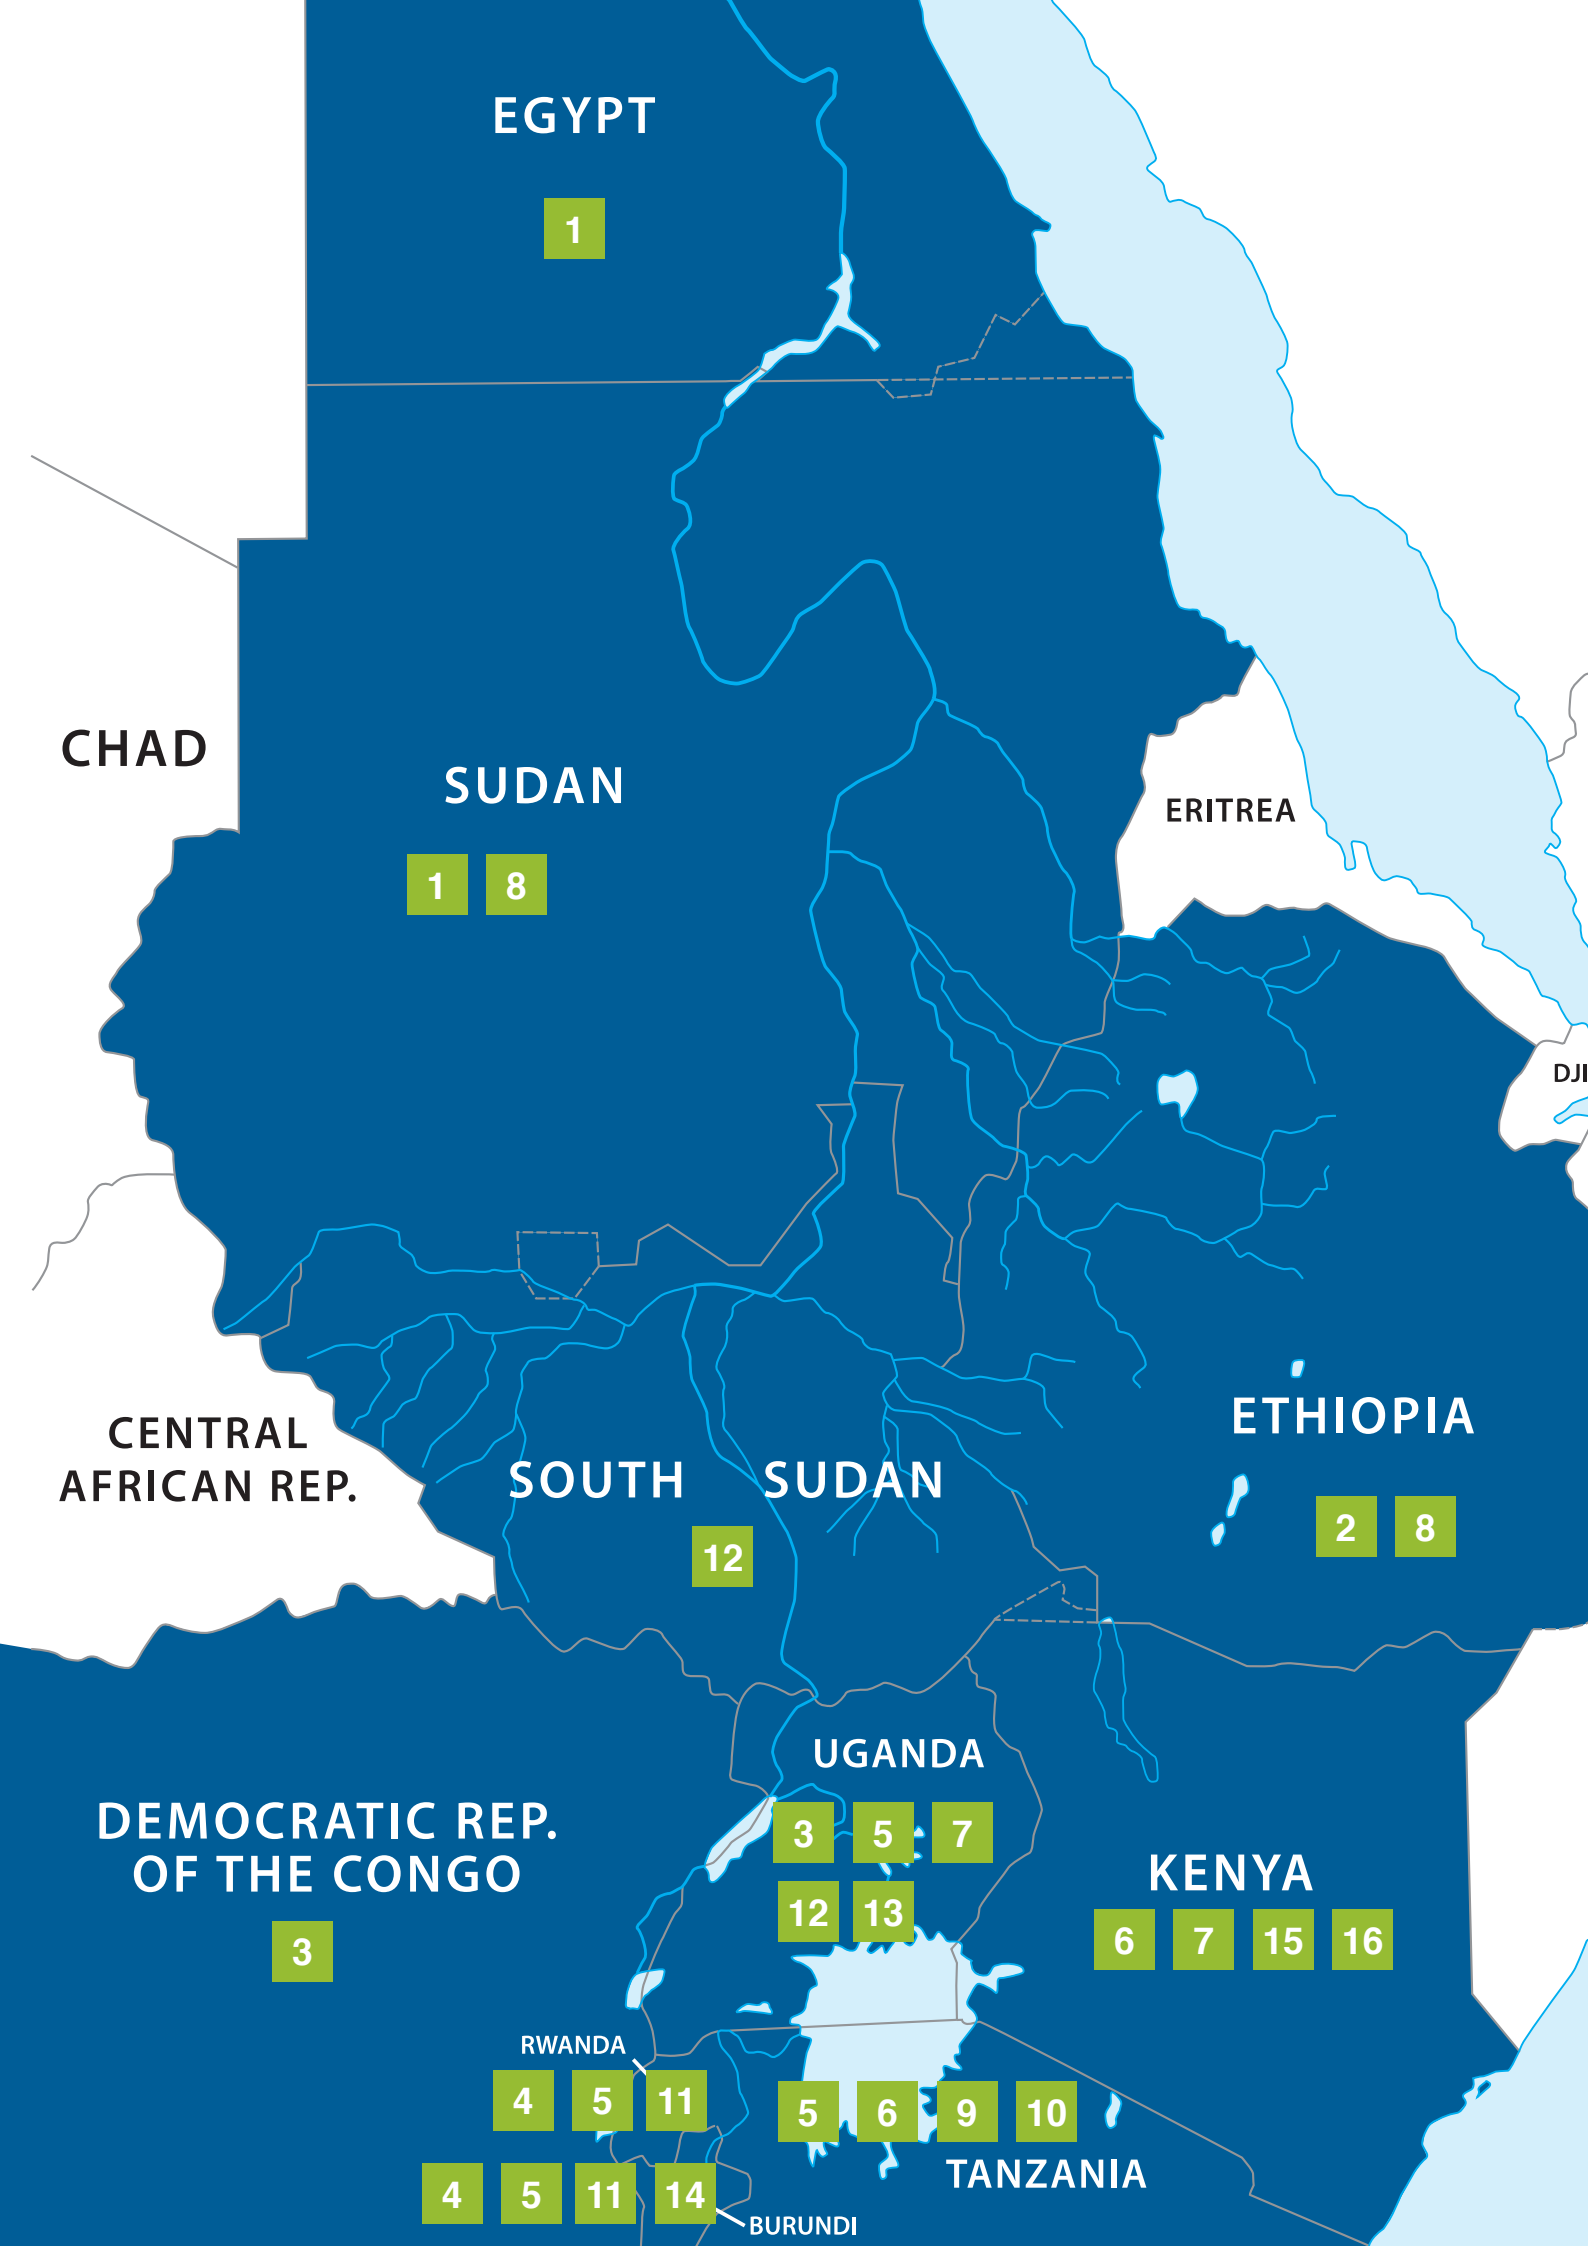 EGYPT
1
CHAD
SUDAN
ERITREA
1 8
DJI
CENTRAL
AFRICAN REP.
ETHIOPIA
SOUTH SUDAN
2 8
12
UGANDA
DEMOCRATIC REP.
OF THE CONGO
3 5 7
KENYA
12 13
6 7 15 16
3
RWANDA
4 5 11
5 6 9 10
TANZANIA
4 5 11 14
BURUNDI